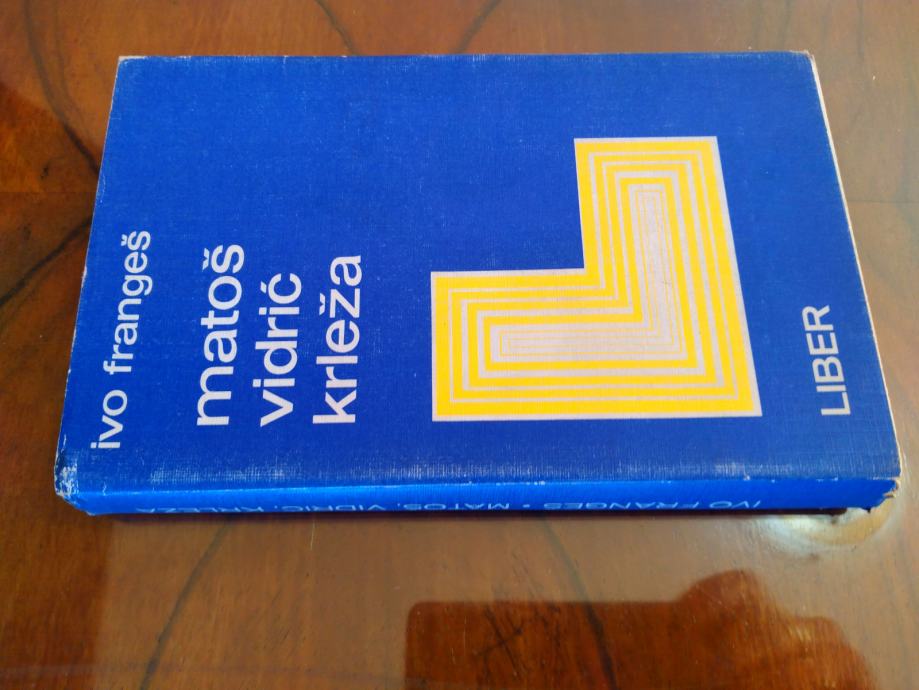 ivo frangeš
matoš
vidrić
krleža
LIBER
IVO FRANGEŠ • MATOŠ, VIDRIĆ, KRLEŽA